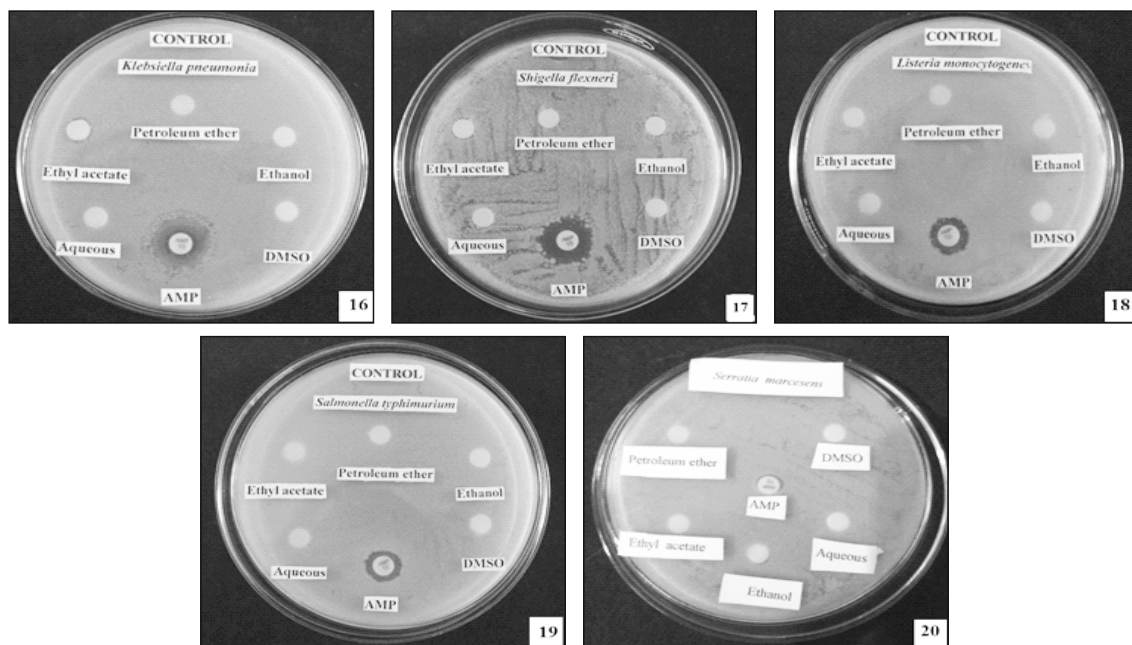 CONTROL
Klebsiella pneumonia
Petroleum ether
Ethyl acetate
Ethanol
Aqueous
DMSO
AMP
16
CONTROL
Shigella flexneri
Petroleum ether
Ethyl acetate
Ethanol
Aqueous
DMSO
AMP
17
CONTROL
Listeria monocytogenes
Petroleum ether
Ethyl acetate
Ethanol
Aqueous
DMSO
AMP
18
CONTROL
Salmonella typhimurium
Petroleum ether
Ethyl acetate
Ethanol
Aqueous
DMSO
AMP
19
Serratia marcesens
Petroleum ether
DMSO
AMP
Ethyl acetate
Aqueous
Ethanol
20